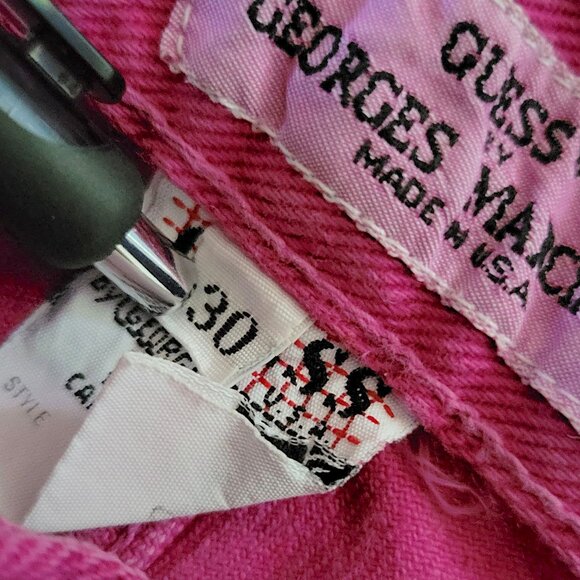 GUESS
BY
GEORGES MARCI
MADE IN U.S.A
30
S.S
U.S.A.
STYLE